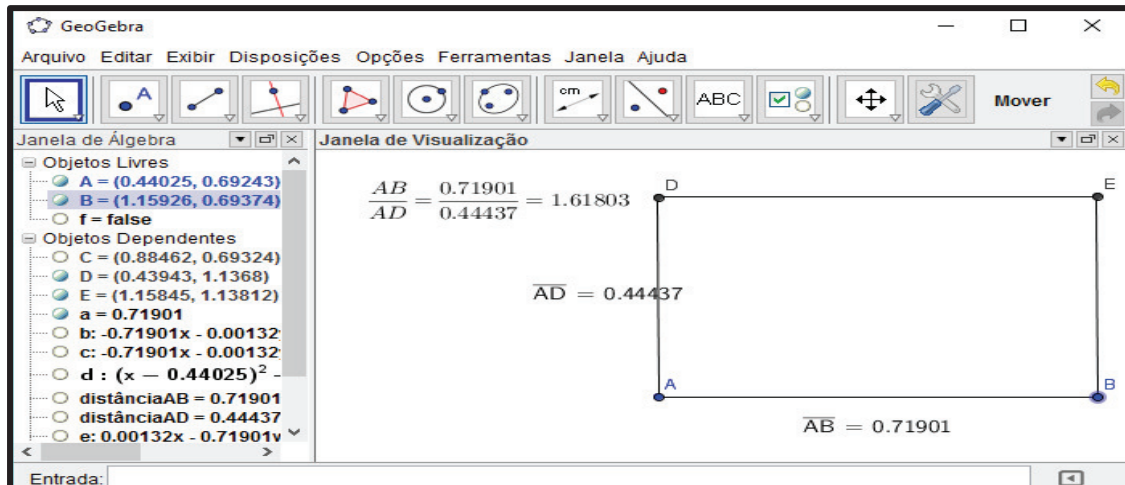 GeoGebra
Arquivo Editar Exibir Disposições Opções Ferramentas Janela Ajuda
A cm ABC Mover
Janela de Álgebra
Objetos Livres
A = (0.44025, 0.69243)
B = (1.15926, 0.69374)
f = false
Objetos Dependentes
C = (0.88462, 0.69324)
D = (0.43943, 1.1368)
E = (1.15845, 1.13812)
a = 0.71901
b: -0.71901x - 0.00132
c: -0.71901x - 0.00132
d : (x − 0.44025)² -
distânciaAB = 0.71901
distânciaAD = 0.44437
e: 0.00132x - 0.71901
Janela de Visualização
AB/AD = 0.71901/0.44437 = 1.61803
D
E
AD = 0.44437
A
B
AB = 0.71901
Entrada: